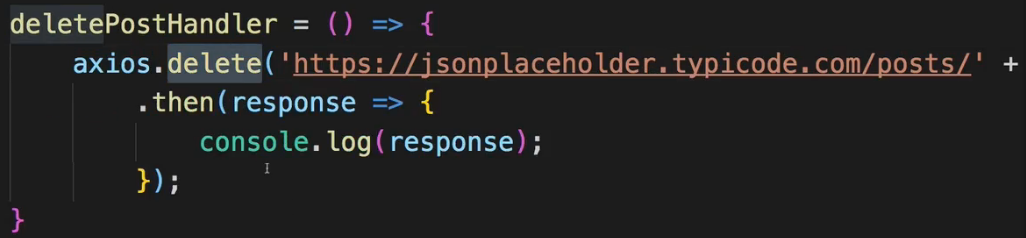 deletePostHandler = () => {
axios.delete('https://jsonplaceholder.typicode.com/posts/' +
.then(response => {
console.log(response);
});
}